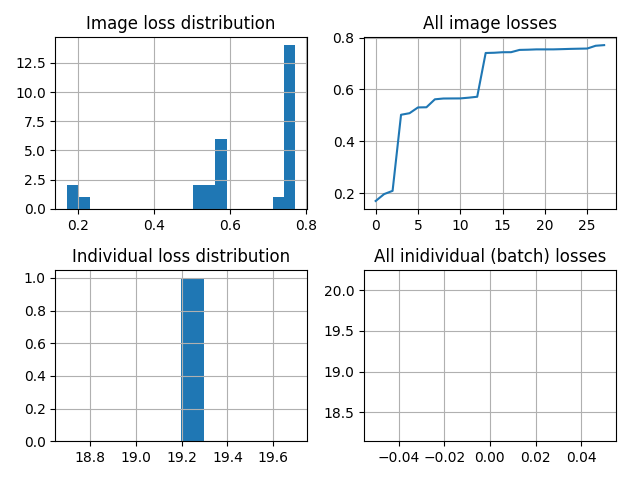 Image loss distribution
12.5
10.0
7.5
5.0
2.5
0.0
0.2 0.4 0.6 0.8
All image losses
0.8
0.6
0.4
0.2
0 5 10 15 20 25
Individual loss distribution
1.0
0.8
0.6
0.4
0.2
0.0
18.8 19.0 19.2 19.4 19.6
All inidividual (batch) losses
20.0
19.5
19.0
18.5
−0.04 −0.02 0.00 0.02 0.04